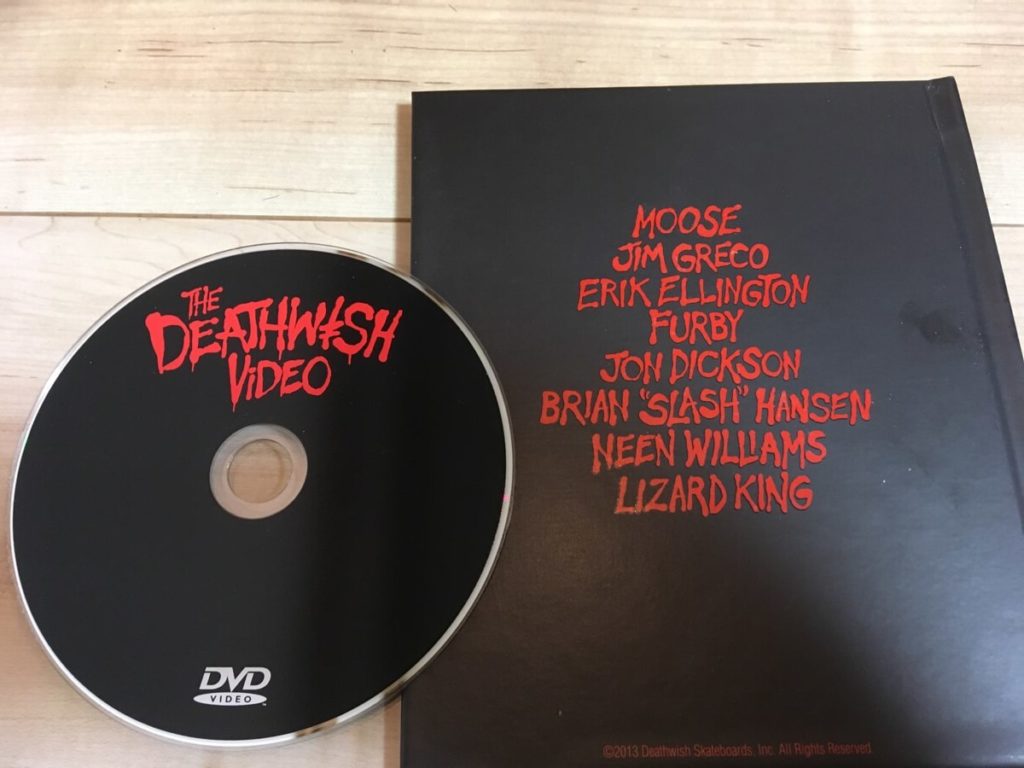 THE
DEATHWISH
VIDEO
DVD
VIDEO
MOOSE
JIM GRECO
ERIK ELLINGTON
FURBY
JON DICKSON
BRIAN "SLASH" HANSEN
NEEN WILLIAMS
LIZARD KING
©2013 Deathwish Skateboards, Inc. All Rights Reserved.